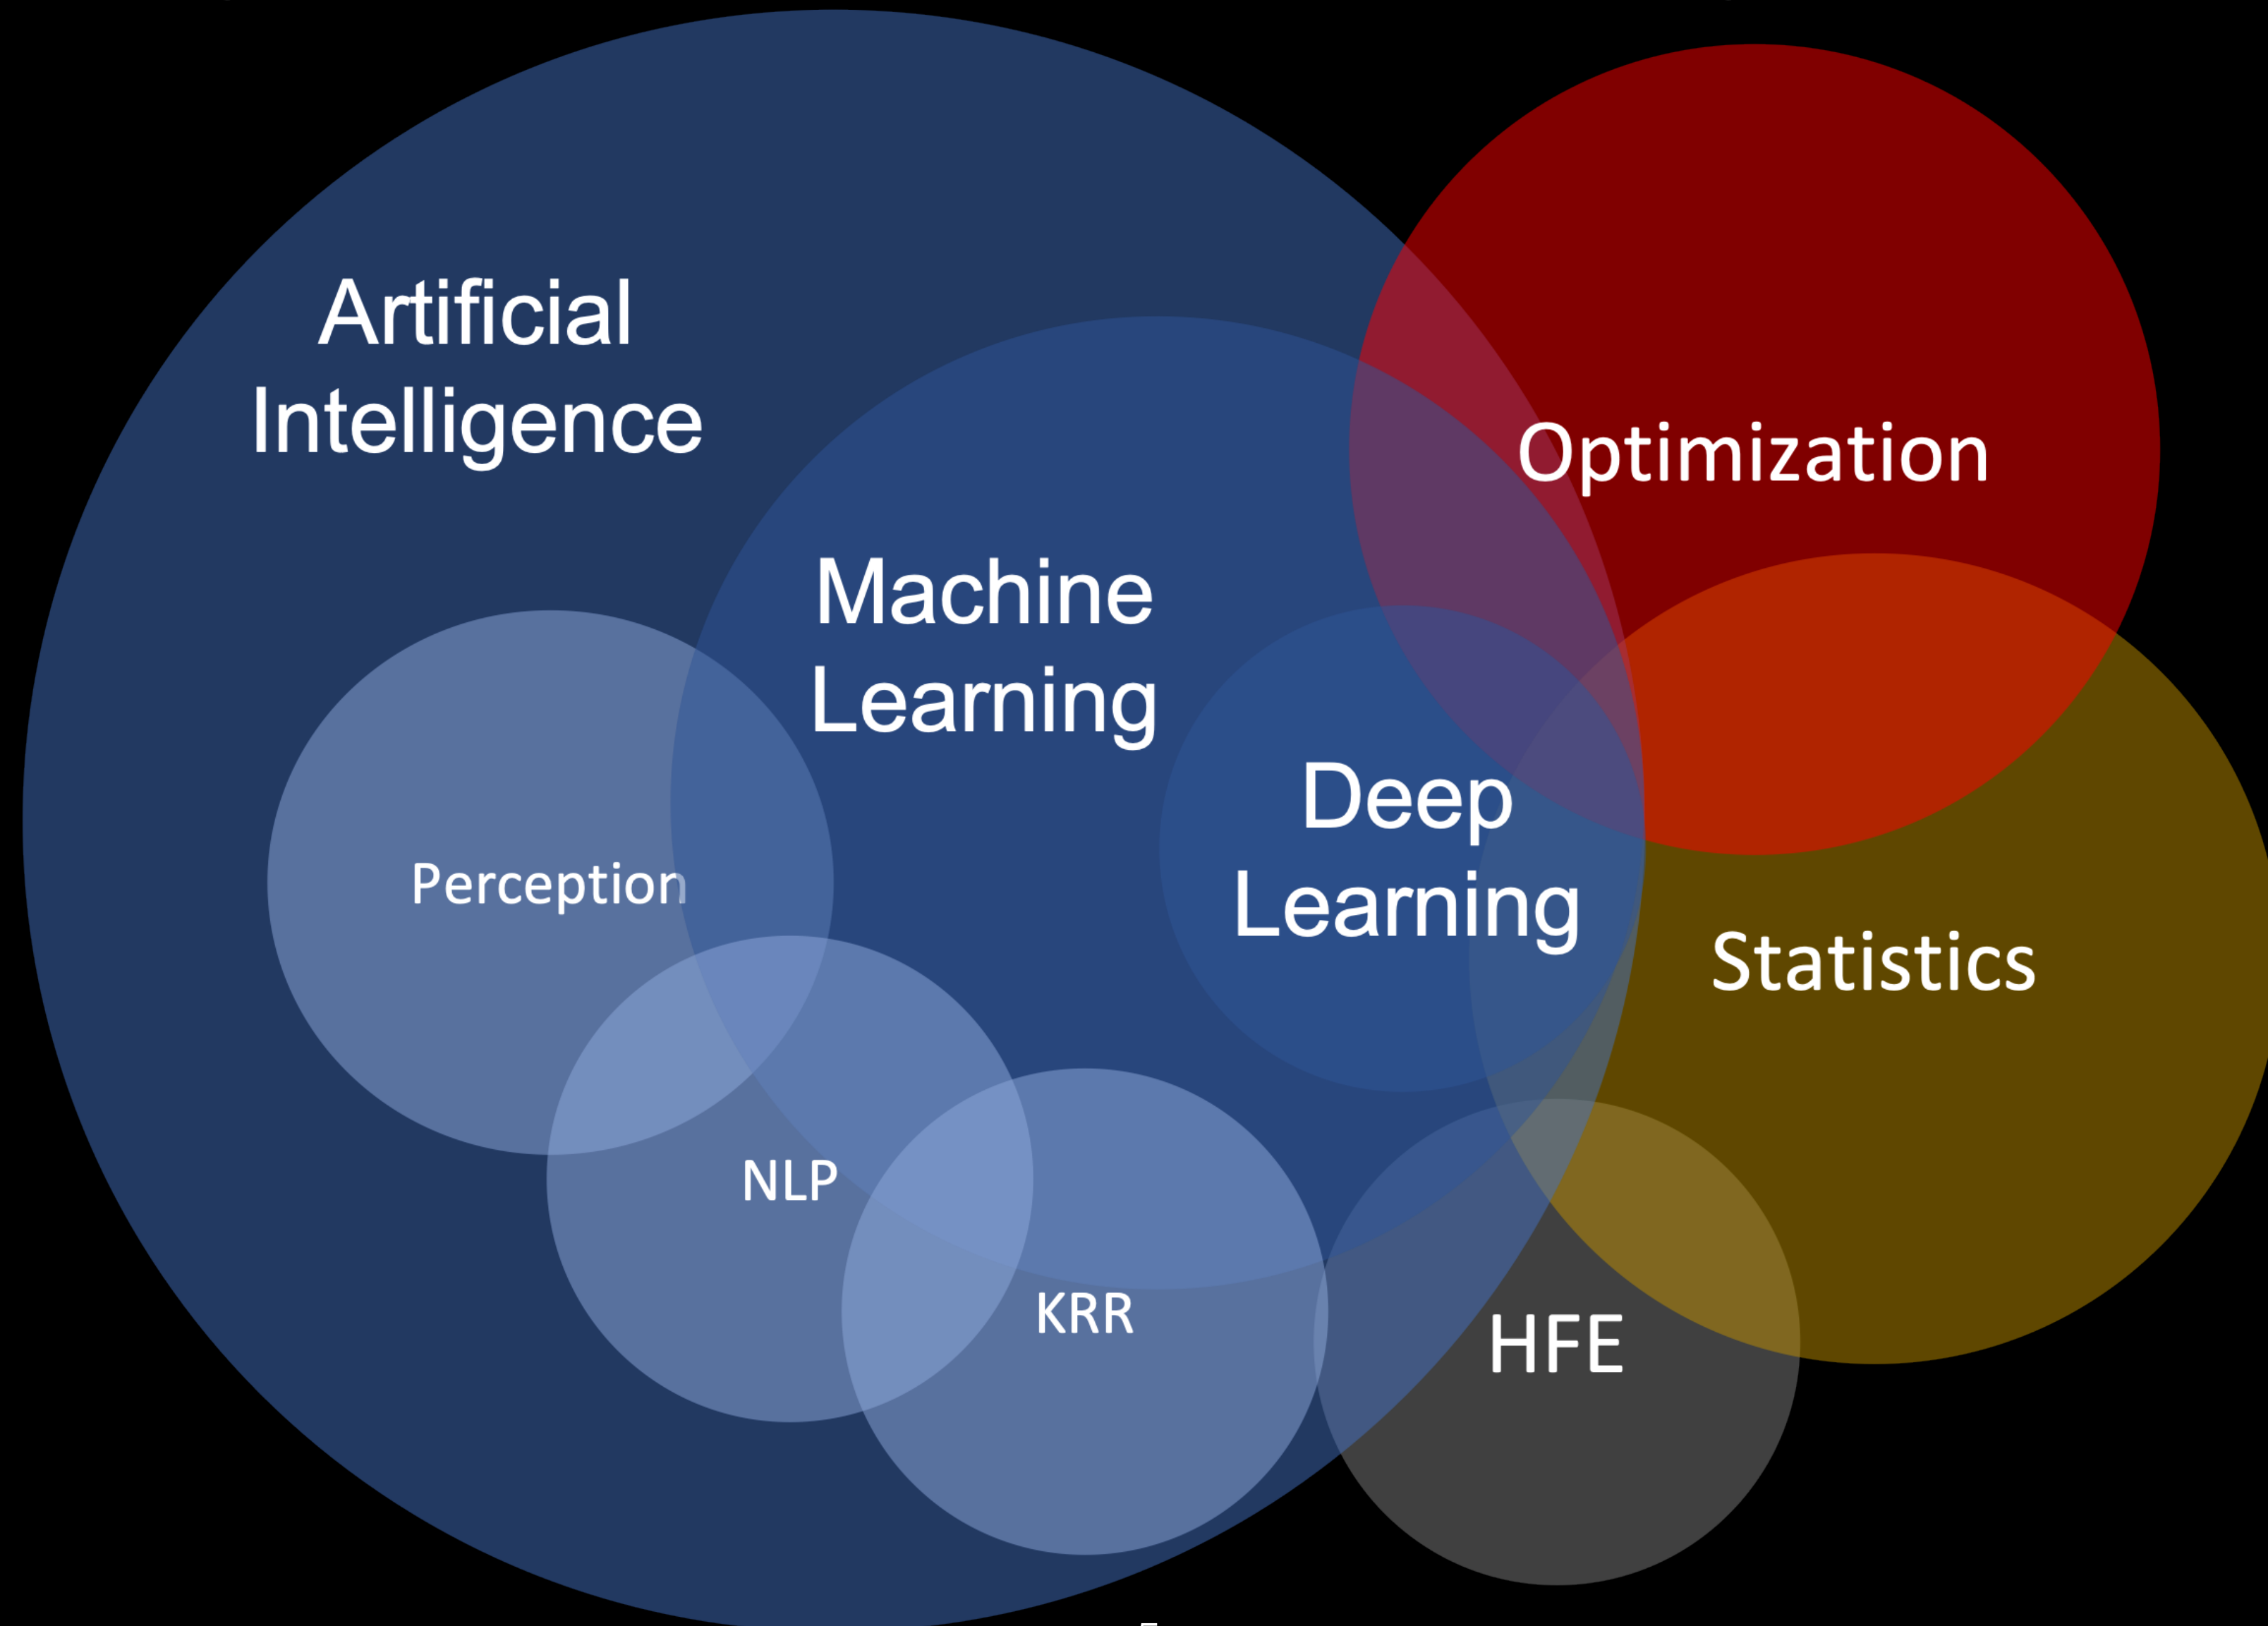 Artificial
Intelligence
Optimization
Machine
Learning
Deep
Learning
Perception
Statistics
NLP
KRR
HFE